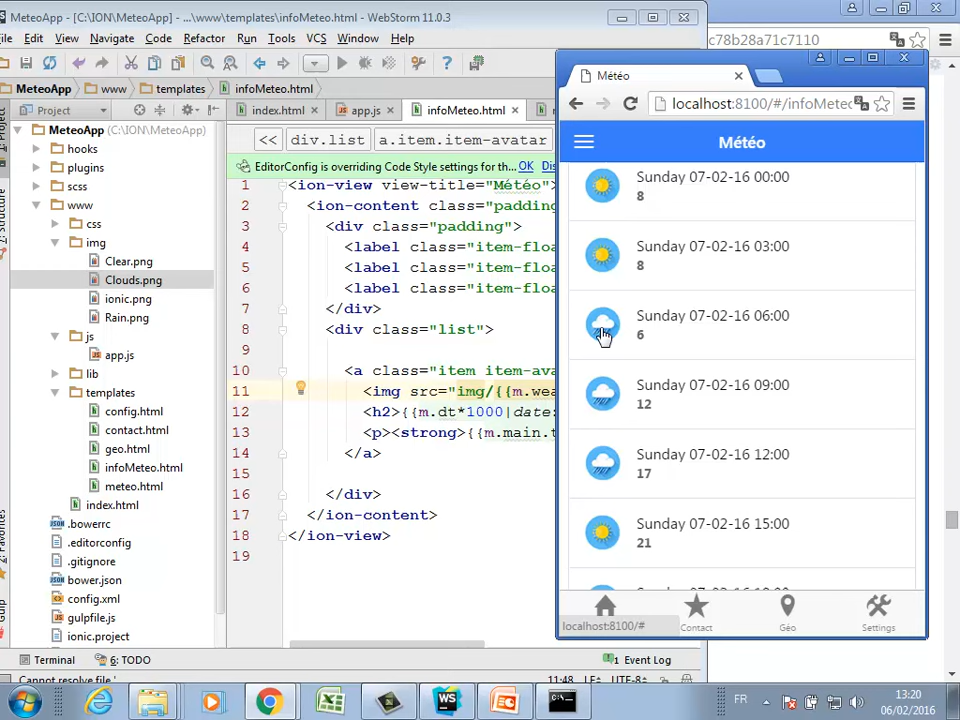 MeteoApp - [C:\ION\MeteoApp] - ...\www\templates\infoMeteo.html - WebStorm 11.0.3
ile Edit View Navigate Code Refactor Run Tools VCS Window Help
MeteoApp www templates infoMeteo.html
Project
index.html app.js infoMeteo.html
<< div.list a.item.item-avatar
EditorConfig is overriding Code Style settings for th... OK Dis
MeteoApp (C:\ION\MeteoApp)
hooks
plugins
scss
www
css
img
Clear.png
Clouds.png
ionic.png
Rain.png
js
app.js
lib
templates
config.html
contact.html
geo.html
infoMeteo.html
meteo.html
index.html
.bowerrc
.editorconfig
.gitignore
bower.json
config.xml
gulpfile.js
ionic.project
1 <ion-view view-title="Météo">
2 <ion-content class="padding
3 <div class="padding">
4 <label class="item-floa
5 <label class="item-floa
6 <label class="item-floa
7 </div>
8 <div class="list">
9
10 <a class="item item-ava
11 <img src="img/{{m.wea
12 <h2>{{m.dt*1000|date:
13 <p><strong>{{m.main.t
14 </a>
15
16 </div>
17 </ion-content>
18 </ion-view>
19
Terminal 6: TODO 1 Event Log
Cannot resolve file ' 11:48 LF UTF-8
c78b28a71c7110
Météo
localhost:8100/#/infoMeteo
Météo
Sunday 07-02-16 00:00
8
Sunday 07-02-16 03:00
8
Sunday 07-02-16 06:00
6
Sunday 07-02-16 09:00
12
Sunday 07-02-16 12:00
17
Sunday 07-02-16 15:00
21
localhost:8100/#
Contact Géo Settings
FR 13:20
06/02/2016